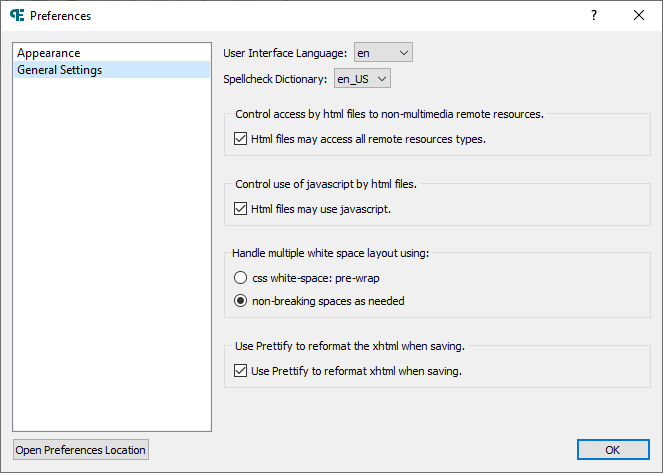 Preferences
?
Appearance
General Settings
User Interface Language: en
Spellcheck Dictionary: en_US
Control access by html files to non-multimedia remote resources.
Html files may access all remote resources types.
Control use of javascript by html files.
Html files may use javascript.
Handle multiple white space layout using:
css white-space: pre-wrap
non-breaking spaces as needed
Use Prettify to reformat the xhtml when saving.
Use Prettify to reformat xhtml when saving.
Open Preferences Location
OK